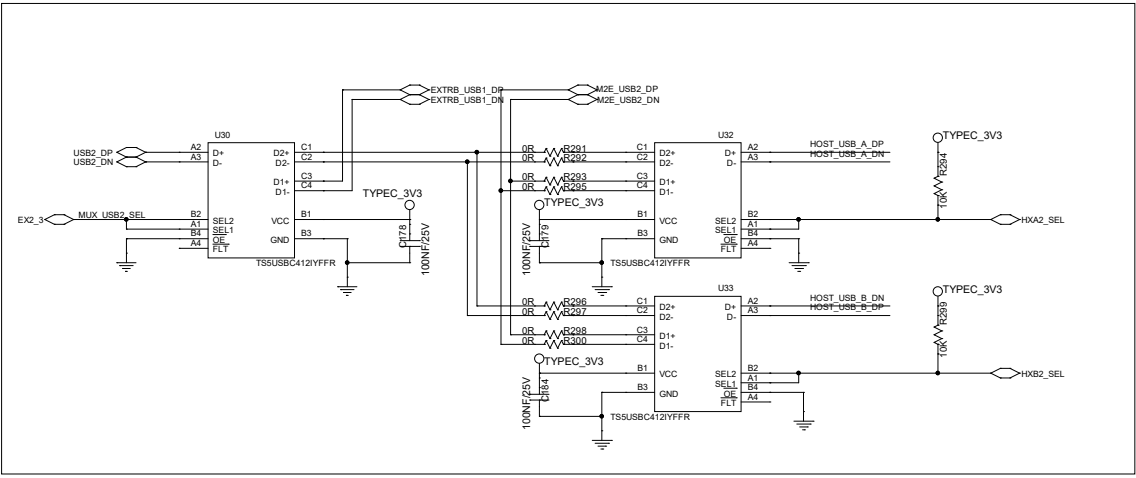 EXTRB_USB1_DP
EXTRB_USB1_DN
M2E_USB2_DP
M2E_USB2_DN
U30
USB2_DP
USB2_DN
A2
A3
D+
D-
D2+
D2-
C1
C2
D1+
D1-
C3
C4
EX2_3
MUX_USB2_SEL
B2
A1
B4
A4
SEL2
SEL1
OE
FLT
VCC
GND
B1
B3
TS5USBC412IYFFR
TYPEC_3V3
C178
100NF/25V
0R
R291
0R
R292
0R
R293
0R
R295
TYPEC_3V3
C179
100NF/25V
U32
C1
C2
D2+
D2-
C3
C4
D1+
D1-
B1
VCC
B3
GND
D+
D-
A2
A3
HOST_USB_A_DP
HOST_USB_A_DN
SEL2
SEL1
OE
FLT
B2
A1
B4
A4
TS5USBC412IYFFR
TYPEC_3V3
R294
10K
HXA2_SEL
0R
R296
0R
R297
0R
R298
0R
R300
TYPEC_3V3
C184
100NF/25V
U33
C1
C2
D2+
D2-
C3
C4
D1+
D1-
B1
VCC
B3
GND
D+
D-
A2
A3
HOST_USB_B_DN
HOST_USB_B_DP
SEL2
SEL1
OE
FLT
B2
A1
B4
A4
TS5USBC412IYFFR
TYPEC_3V3
R299
10K
HXB2_SEL